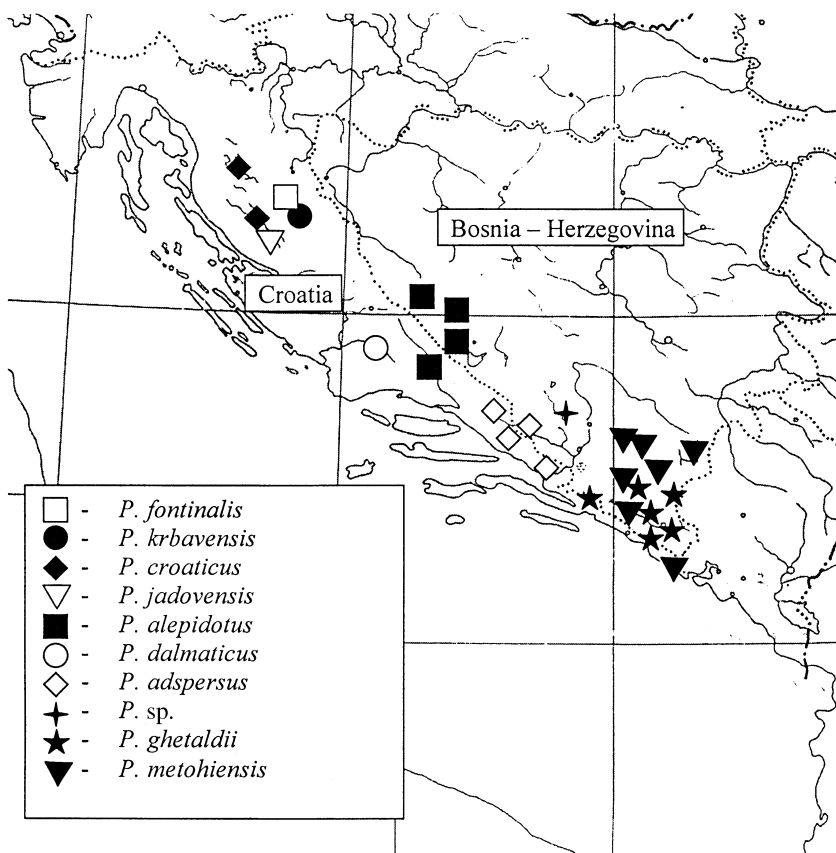 Bosnia – Herzegovina
Croatia
- P. fontinalis
- P. krbavensis
- P. croaticus
- P. jadovensis
- P. alepidotus
- P. dalmaticus
- P. adspersus
- P. sp.
- P. ghetaldii
- P. metohiensis